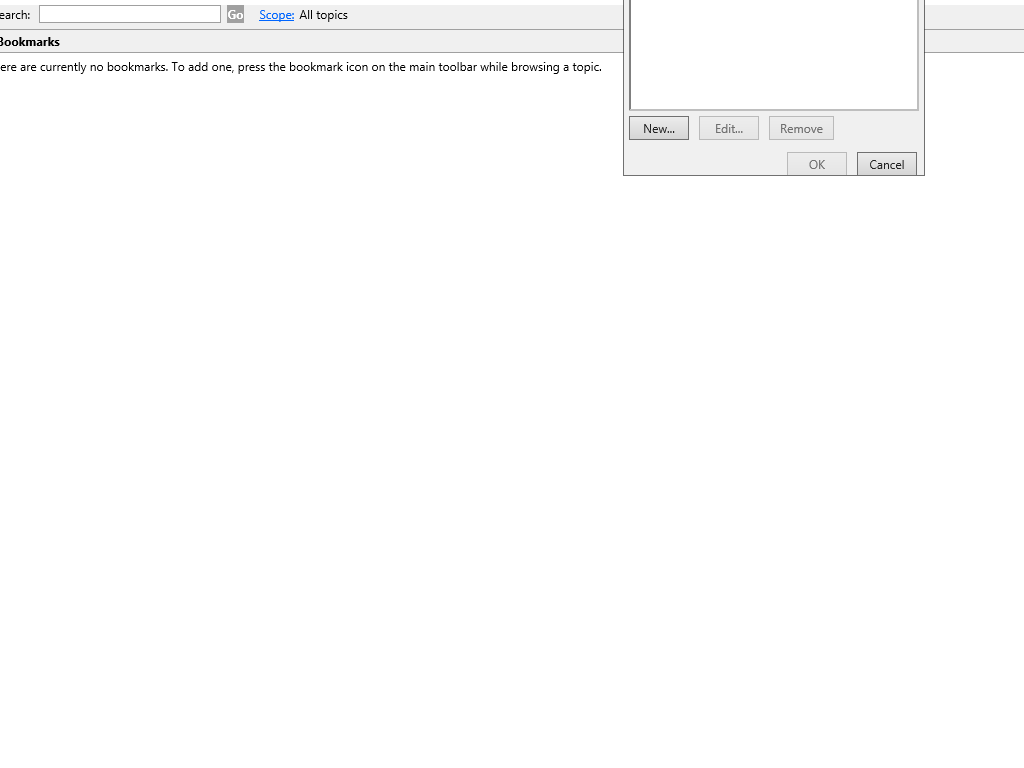 earch: Go Scope: All topics
Bookmarks
ere are currently no bookmarks. To add one, press the bookmark icon on the main toolbar while browsing a topic.
New... Edit... Remove
OK Cancel